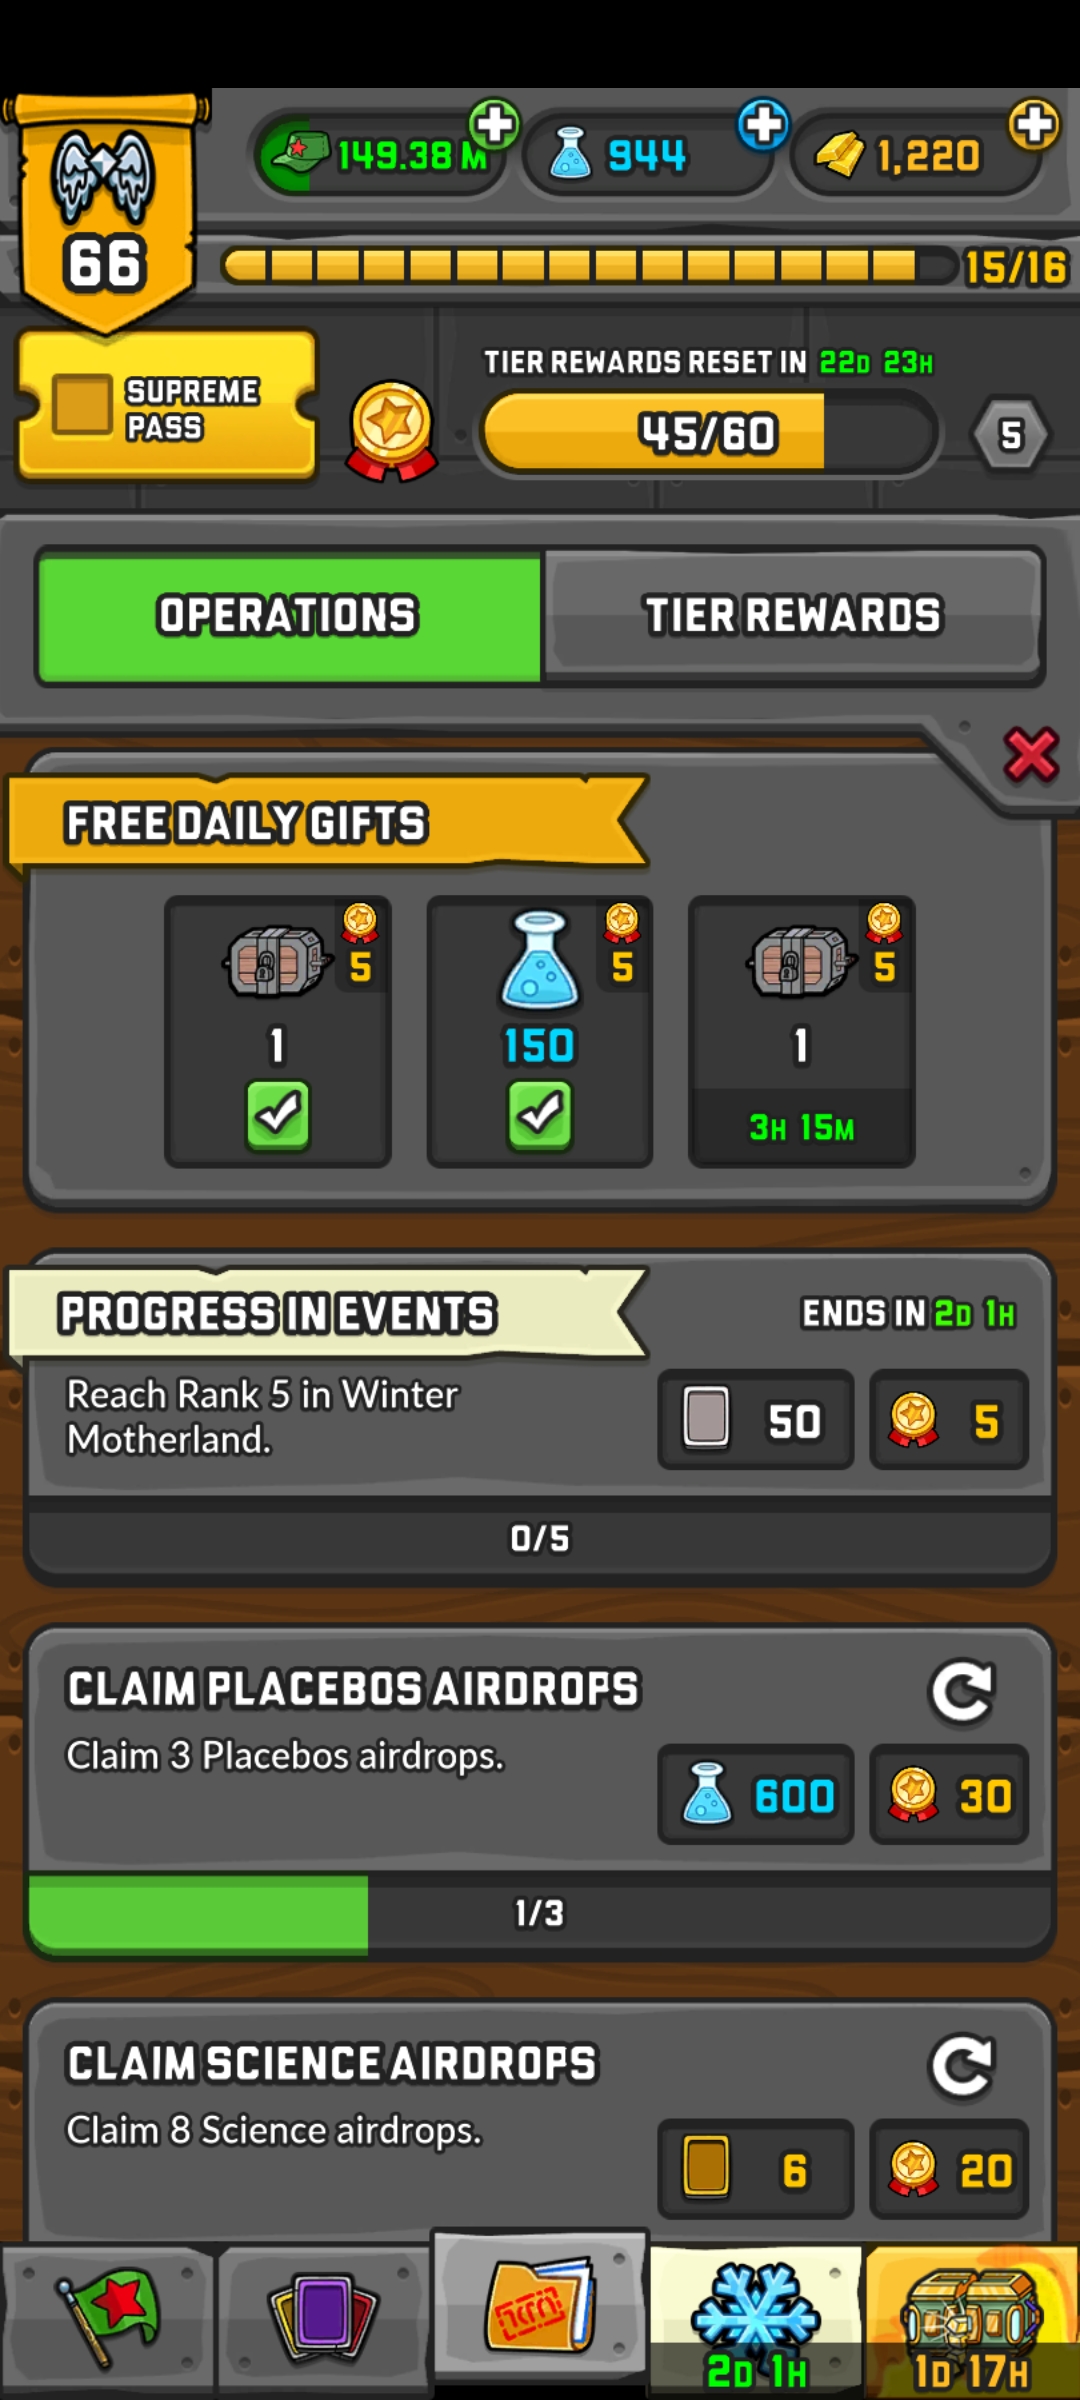 149.38 M
944
1,220
66
15/16
SUPREME
PASS
TIER REWARDS RESET IN 22D 23H
45/60
5
OPERATIONS
TIER REWARDS
FREE DAILY GIFTS
5
5
5
1
150
1
3H 15M
PROGRESS IN EVENTS
ENDS IN 2D 1H
Reach Rank 5 in Winter
Motherland.
50
5
0/5
CLAIM PLACEBOS AIRDROPS
Claim 3 Placebos airdrops.
600
30
1/3
CLAIM SCIENCE AIRDROPS
Claim 8 Science airdrops.
6
20
2D 1H
1D 17H